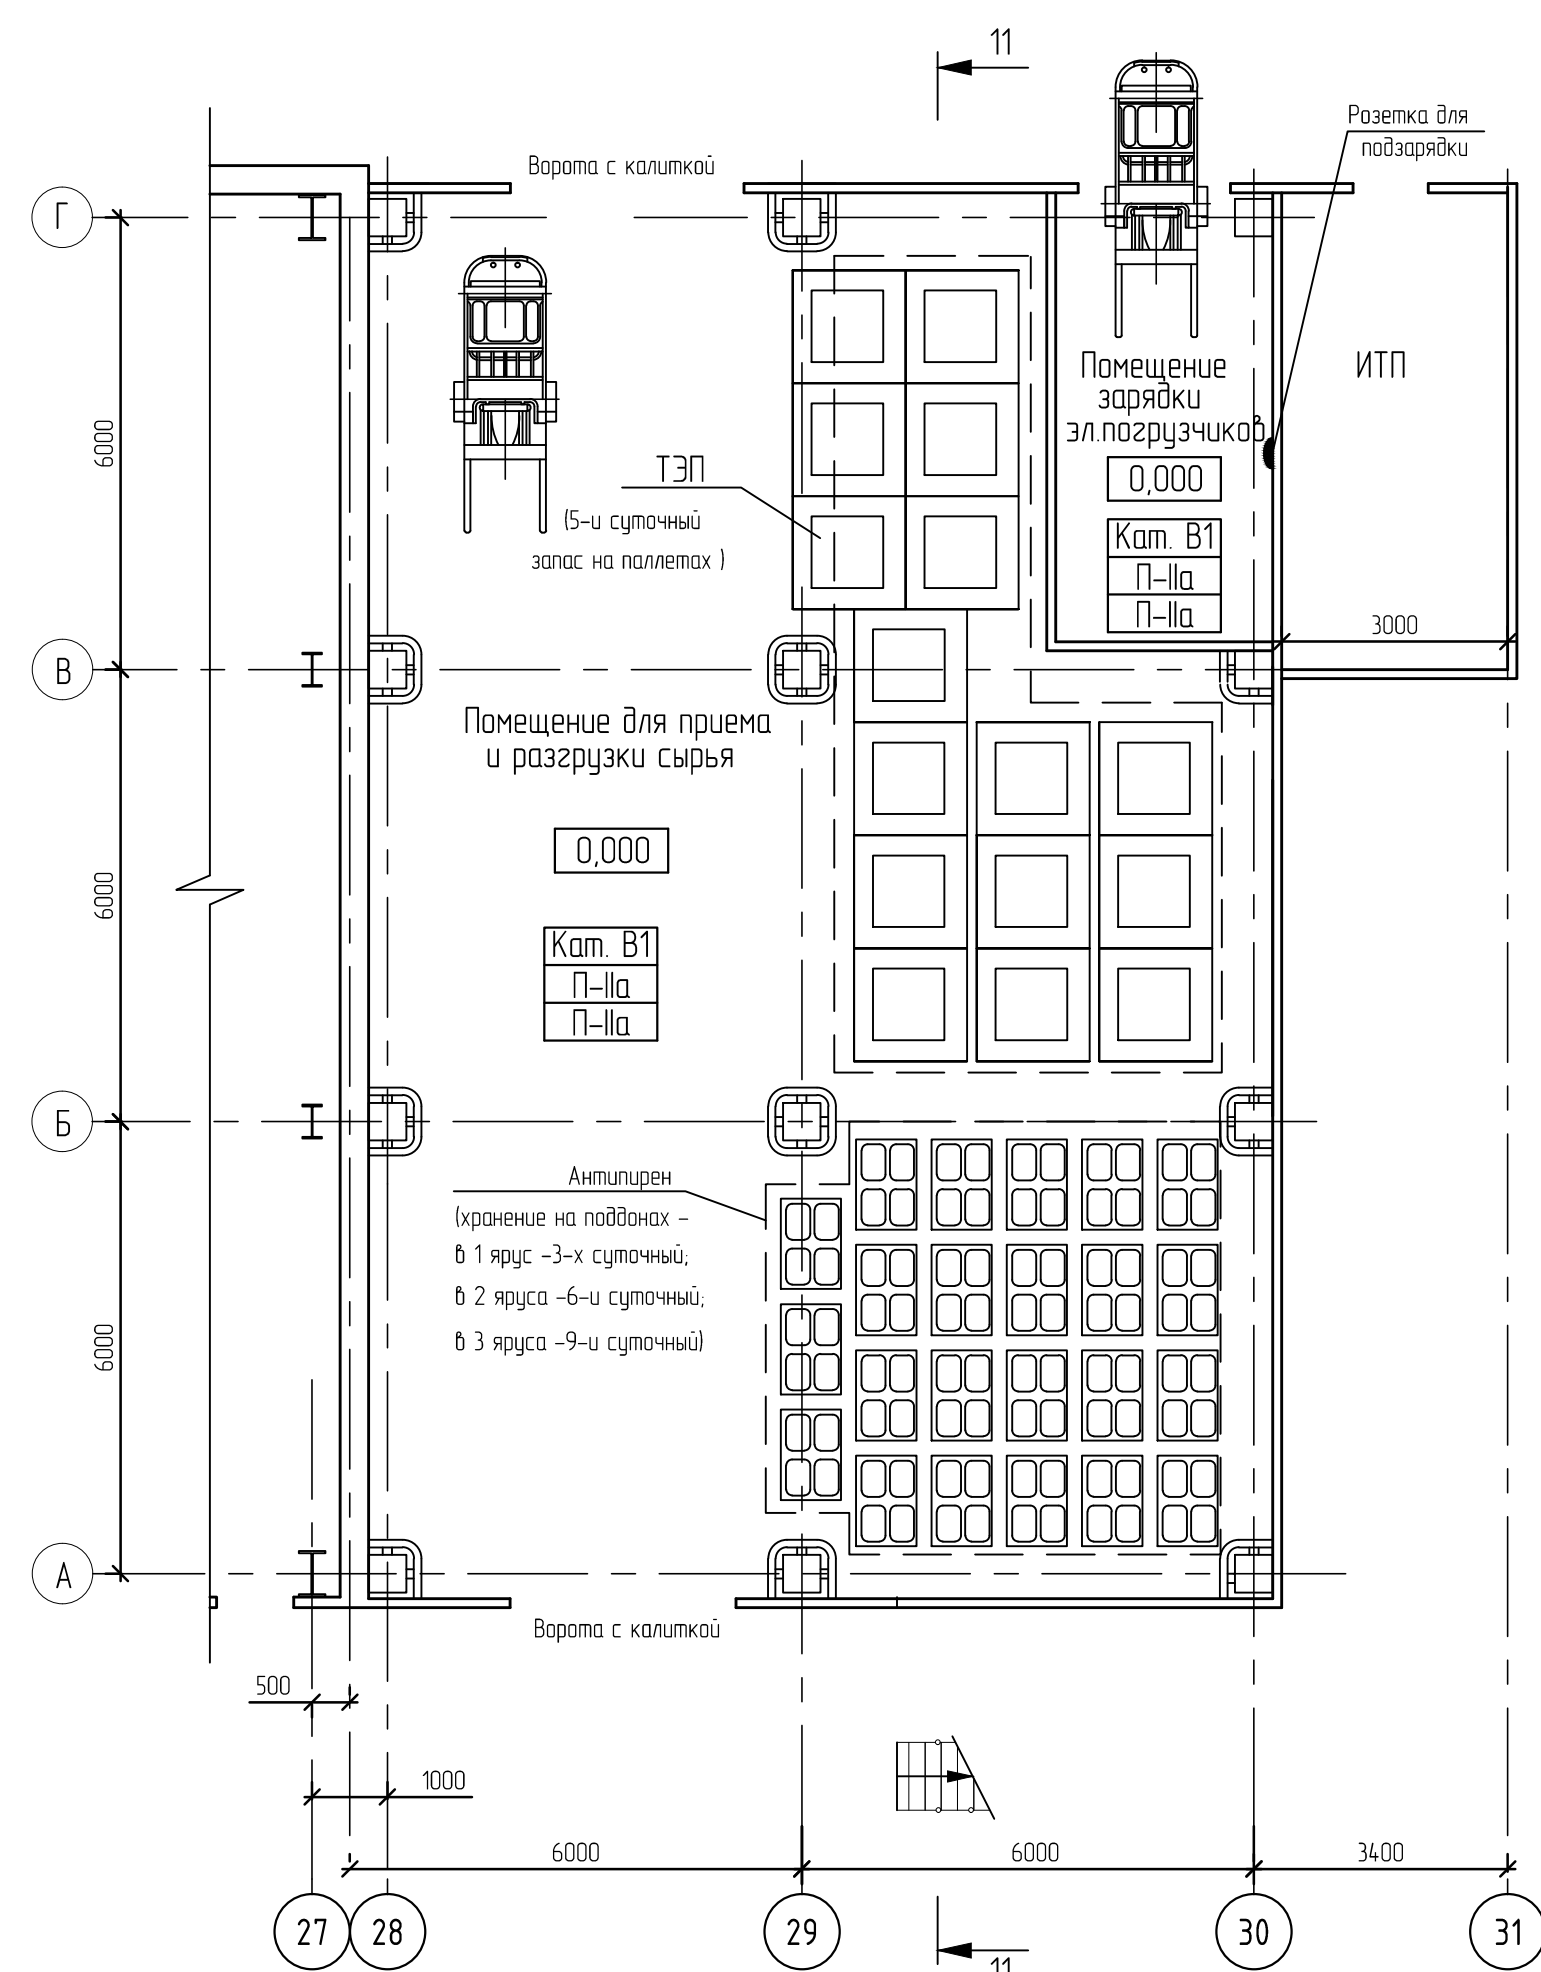 11
Розетка для
подзарядки
Ворота с калиткой
Г
6000
Помещение
зарядки
эл.погрузчиков
ИТП
0,000
ТЭП
(5-и суточный
запас на паллетах )
Кат. В1
П-IIа
П-IIа
3000
В
Помещение для приема
и разгрузки сырья
0,000
6000
Кат. В1
П-IIа
П-IIа
Б
Антипирен
(хранение на поддонах -
в 1 ярус -3-х суточный;
в 2 яруса -6-и суточный;
в 3 яруса -9-и суточный)
6000
А
Ворота с калиткой
500
1000
6000
6000
3400
27
28
29
30
31
11